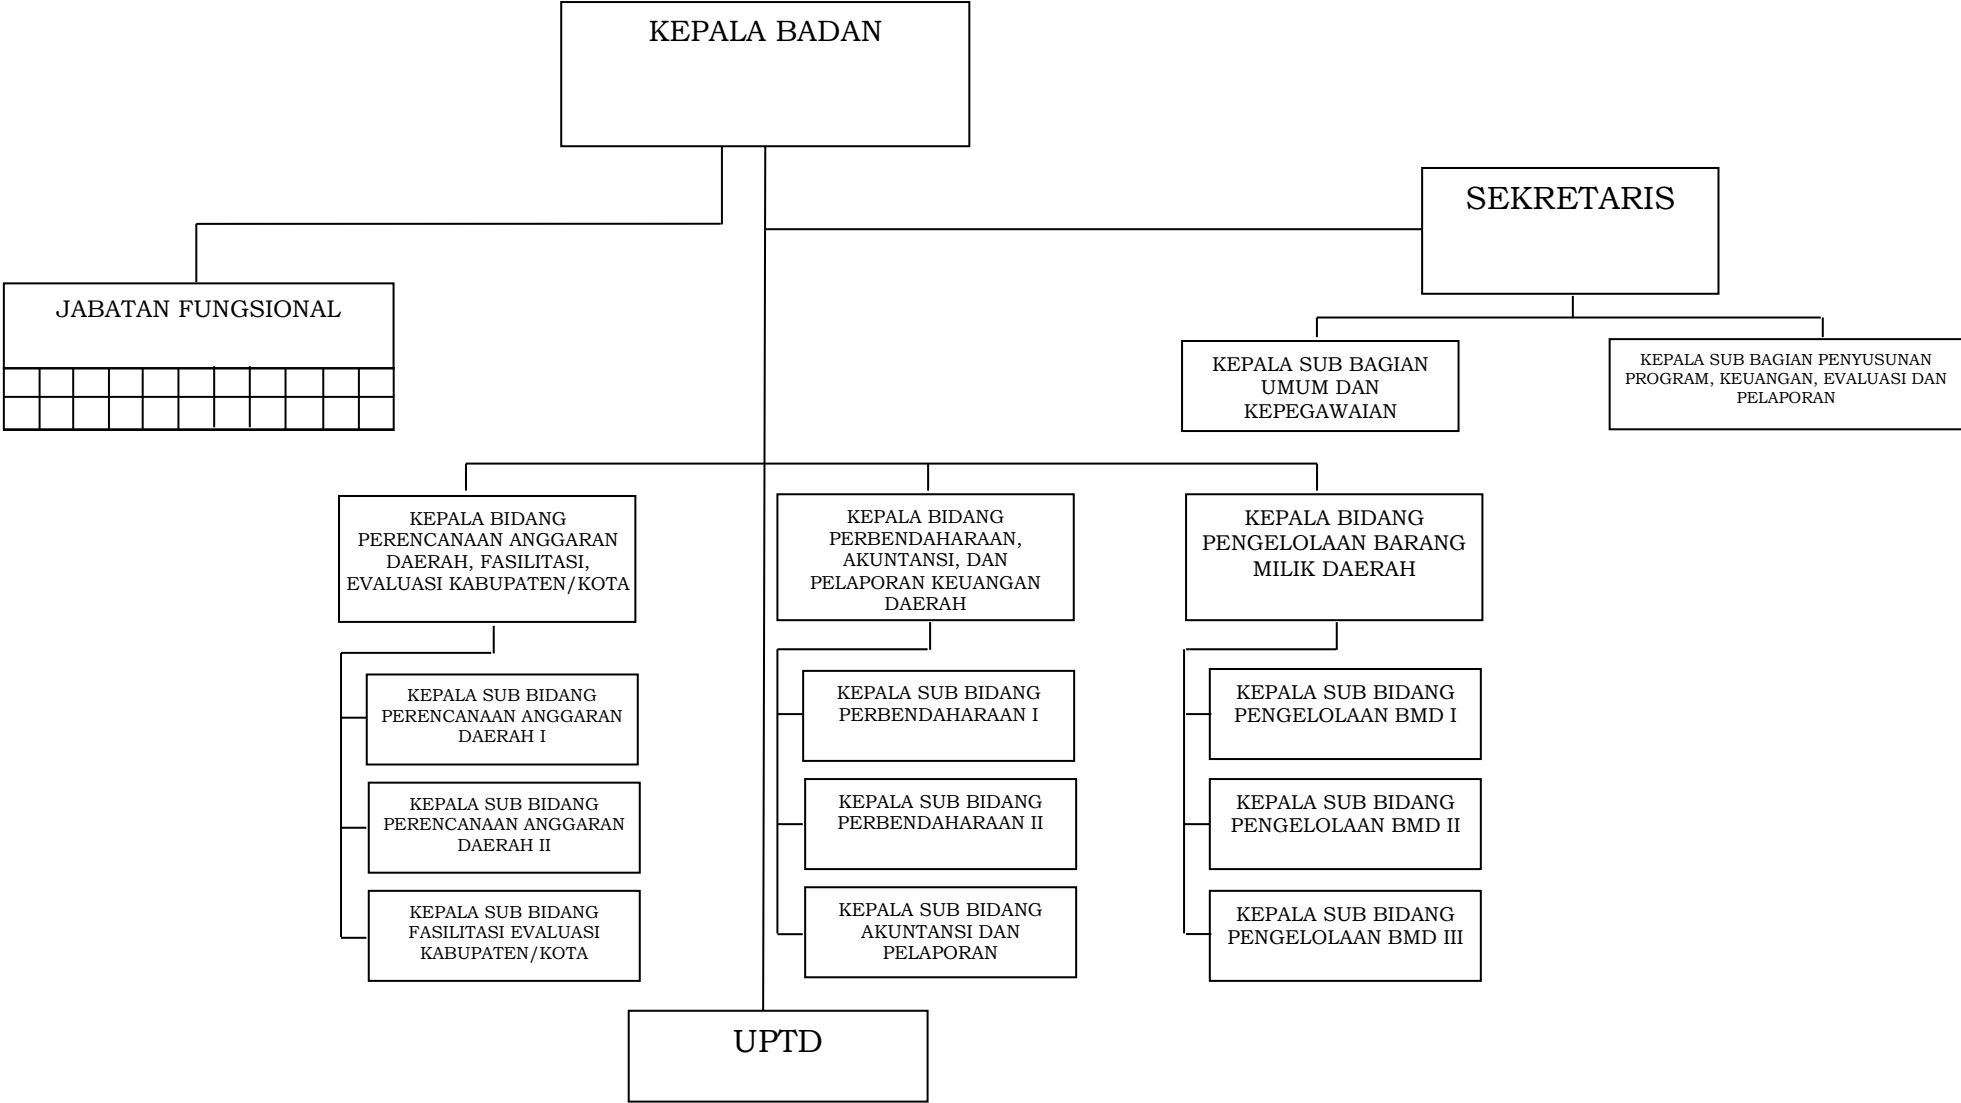 KEPALA BADAN
SEKRETARIS
JABATAN FUNGSIONAL
KEPALA SUB BAGIAN
UMUM DAN
KEPEGAWAIAN
KEPALA SUB BAGIAN PENYUSUNAN
PROGRAM, KEUANGAN, EVALUASI DAN
PELAPORAN
KEPALA BIDANG
PERENCANAAN ANGGARAN
DAERAH, FASILITASI,
EVALUASI KABUPATEN/KOTA
KEPALA BIDANG
PERBENDAHARAAN,
AKUNTANSI, DAN
PELAPORAN KEUANGAN
DAERAH
KEPALA BIDANG
PENGELOLAAN BARANG
MILIK DAERAH
KEPALA SUB BIDANG
PERENCANAAN ANGGARAN
DAERAH I
KEPALA SUB BIDANG
PERENCANAAN ANGGARAN
DAERAH II
KEPALA SUB BIDANG
FASILITASI EVALUASI
KABUPATEN/KOTA
KEPALA SUB BIDANG
PERBENDAHARAAN I
KEPALA SUB BIDANG
PERBENDAHARAAN II
KEPALA SUB BIDANG
AKUNTANSI DAN
PELAPORAN
KEPALA SUB BIDANG
PENGELOLAAN BMD I
KEPALA SUB BIDANG
PENGELOLAAN BMD II
KEPALA SUB BIDANG
PENGELOLAAN BMD III
UPTD